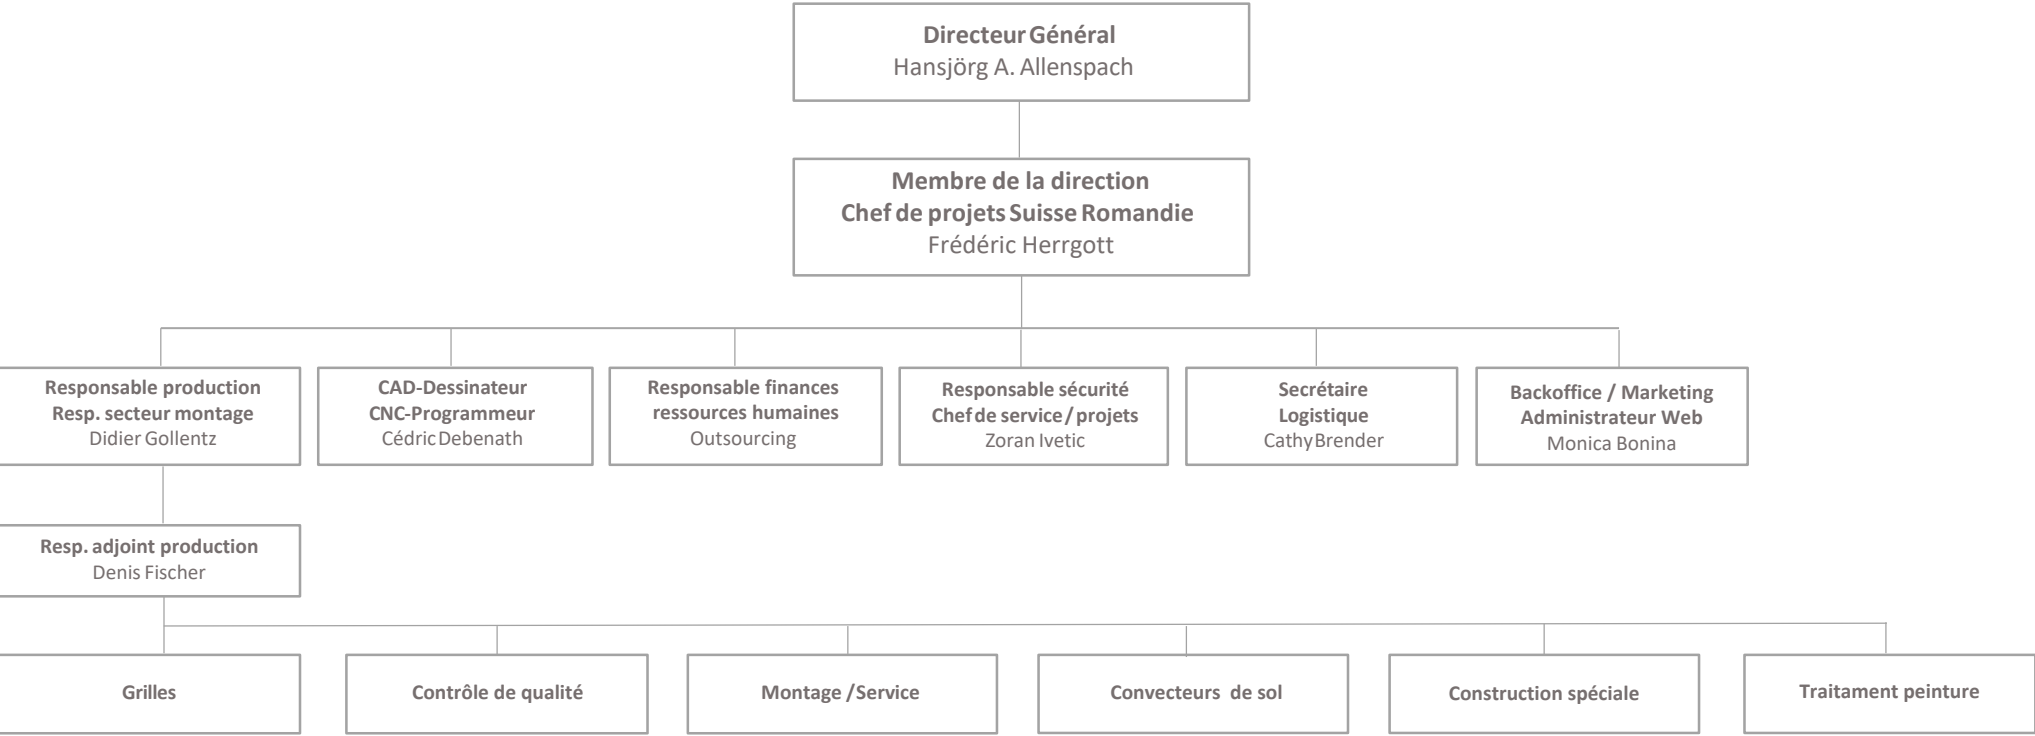 Directeur Général
Hansjörg A. Allenspach
Membre de la direction
Chef de projets Suisse Romandie
Frédéric Herrgott
Responsable production
Resp. secteur montage
Didier Gollentz
CAD-Dessinateur
CNC-Programmeur
Cédric Debenath
Responsable finances
ressources humaines
Outsourcing
Responsable sécurité
Chef de service / projets
Zoran Ivetic
Secrétaire
Logistique
Cathy Brender
Backoffice / Marketing
Administrateur Web
Monica Bonina
Resp. adjoint production
Denis Fischer
Grilles
Contrôle de qualité
Montage /Service
Convecteurs de sol
Construction spéciale
Traitament peinture